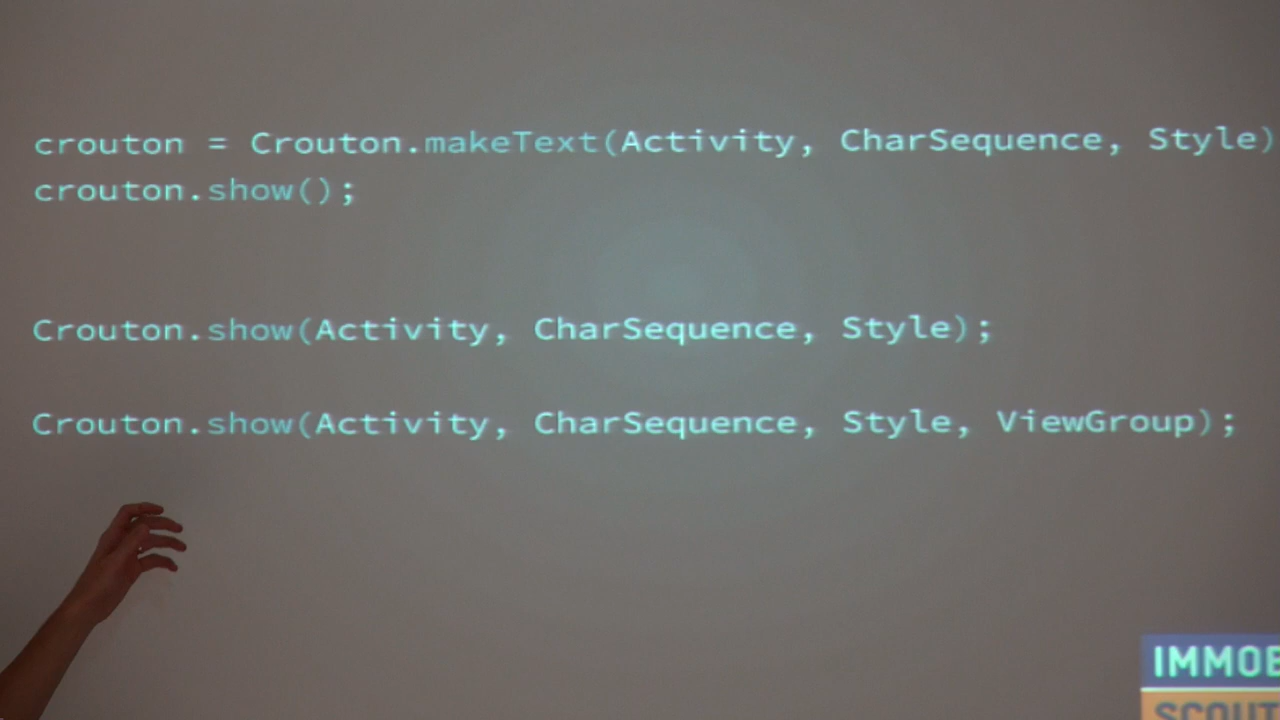 crouton = Crouton.makeText(Activity, CharSequence, Style)
crouton.show();
Crouton.show(Activity, CharSequence, Style);
Crouton.show(Activity, CharSequence, Style, ViewGroup);
IMMOB
SCOUT